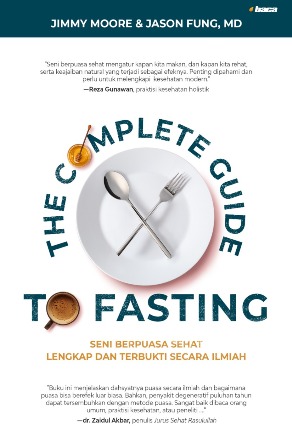 baca
JIMMY MOORE & JASON FUNG, MD
"Seni berpuasa sehat mengatur kapan kita makan, dan kapan kita rehat,
serta keajaiban natural yang terjadi sebagai efeknya. Penting dipahami dan
perlu untuk melengkapi kesehatan modern."
—Reza Gunawan, praktisi kesehatan holistik
THE COMPLETE GUIDE
TO FASTING
SENI BERPUASA SEHAT
LENGKAP DAN TERBUKTI SECARA ILMIAH
"Buku ini menjelaskan dahsyatnya puasa secara ilmiah dan bagaimana
puasa bisa berefek luar biasa. Bahkan, penyakit degeneratif puluhan tahun
dapat tersembuhkan dengan metode puasa. Sangat baik dibaca orang
umum, praktisi kesehatan, atau peneliti ...."
—dr. Zaidul Akbar, penulis Jurus Sehat Rasulullah